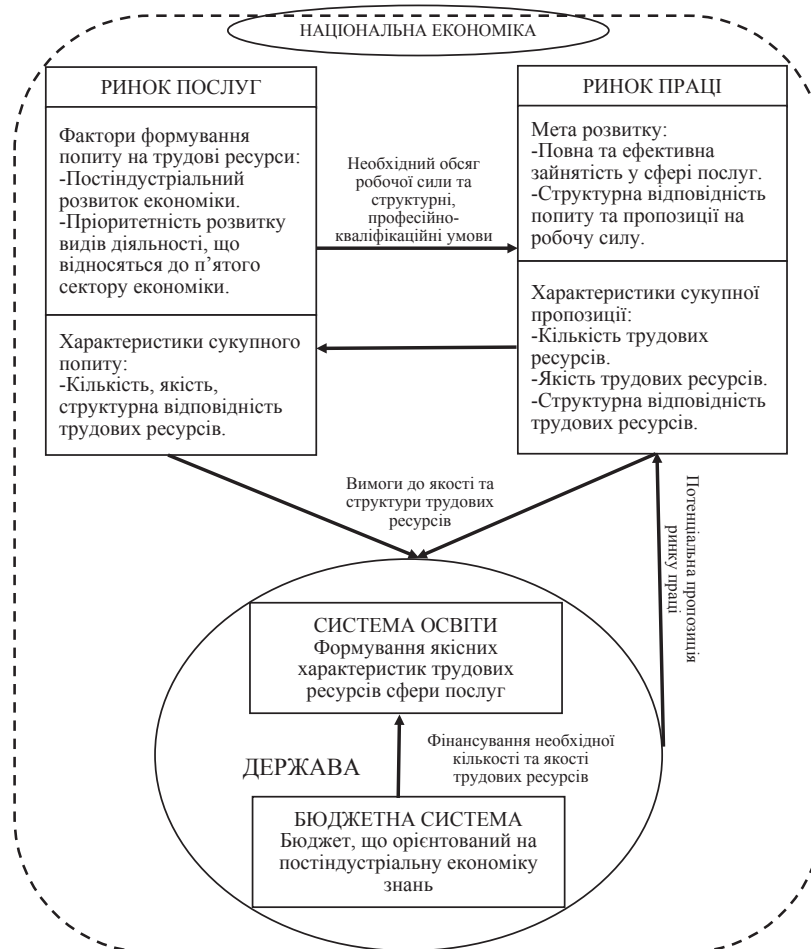 НАЦІОНАЛЬНА ЕКОНОМІКА
РИНОК ПОСЛУГ
Фактори формування
попиту на трудові ресурси:
-Постіндустріальний
розвиток економіки.
-Пріоритетність розвитку
видів діяльності, що
відносяться до п’ятого
сектору економіки.
Характеристики сукупного
попиту:
-Кількість, якість,
структурна відповідність
трудових ресурсів.
Необхідний обсяг
робочої сили та
структурні,
професійно-
кваліфікаційні умови
РИНОК ПРАЦІ
Мета розвитку:
-Повна та ефективна
зайнятість у сфері послуг.
-Структурна відповідність
попиту та пропозиції на
робочу силу.
Характеристики сукупної
пропозиції:
-Кількість трудових
ресурсів.
-Якість трудових ресурсів.
-Структурна відповідність
трудових ресурсів.
Вимоги до якості та
структури трудових
ресурсів
Потенціальна пропозиція
ринку праці
СИСТЕМА ОСВІТИ
Формування якісних
характеристик трудових
ресурсів сфери послуг
ДЕРЖАВА
Фінансування необхідної
кількості та якості
трудових ресурсів
БЮДЖЕТНА СИСТЕМА
Бюджет, що орієнтований на
постіндустріальну економіку
знань